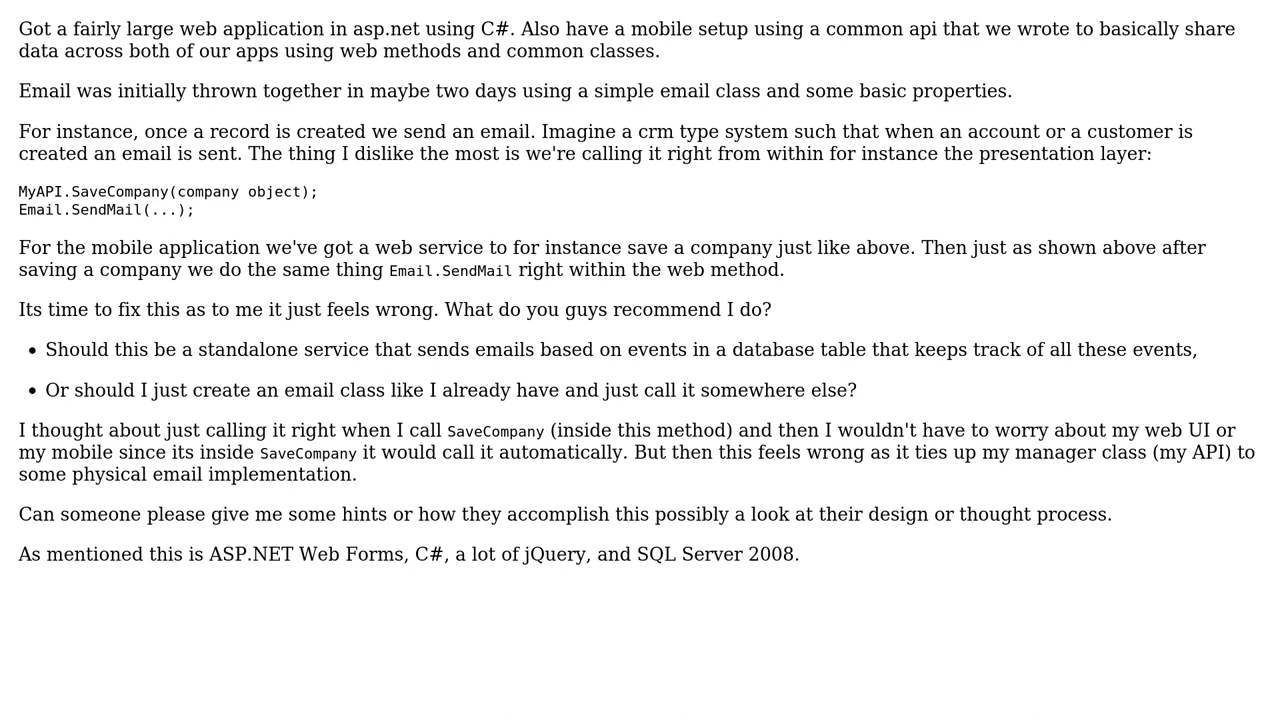 Got a fairly large web application in asp.net using C#. Also have a mobile setup using a common api that we wrote to basically share
data across both of our apps using web methods and common classes.
Email was initially thrown together in maybe two days using a simple email class and some basic properties.
For instance, once a record is created we send an email. Imagine a crm type system such that when an account or a customer is
created an email is sent. The thing I dislike the most is we're calling it right from within for instance the presentation layer:
MyAPI.SaveCompany(company object);
Email.SendMail(...);
For the mobile application we've got a web service to for instance save a company just like above. Then just as shown above after
saving a company we do the same thing Email.SendMail right within the web method.
Its time to fix this as to me it just feels wrong. What do you guys recommend I do?
• Should this be a standalone service that sends emails based on events in a database table that keeps track of all these events,
• Or should I just create an email class like I already have and just call it somewhere else?
I thought about just calling it right when I call SaveCompany (inside this method) and then I wouldn't have to worry about my web UI or
my mobile since its inside SaveCompany it would call it automatically. But then this feels wrong as it ties up my manager class (my API) to
some physical email implementation.
Can someone please give me some hints or how they accomplish this possibly a look at their design or thought process.
As mentioned this is ASP.NET Web Forms, C#, a lot of jQuery, and SQL Server 2008.